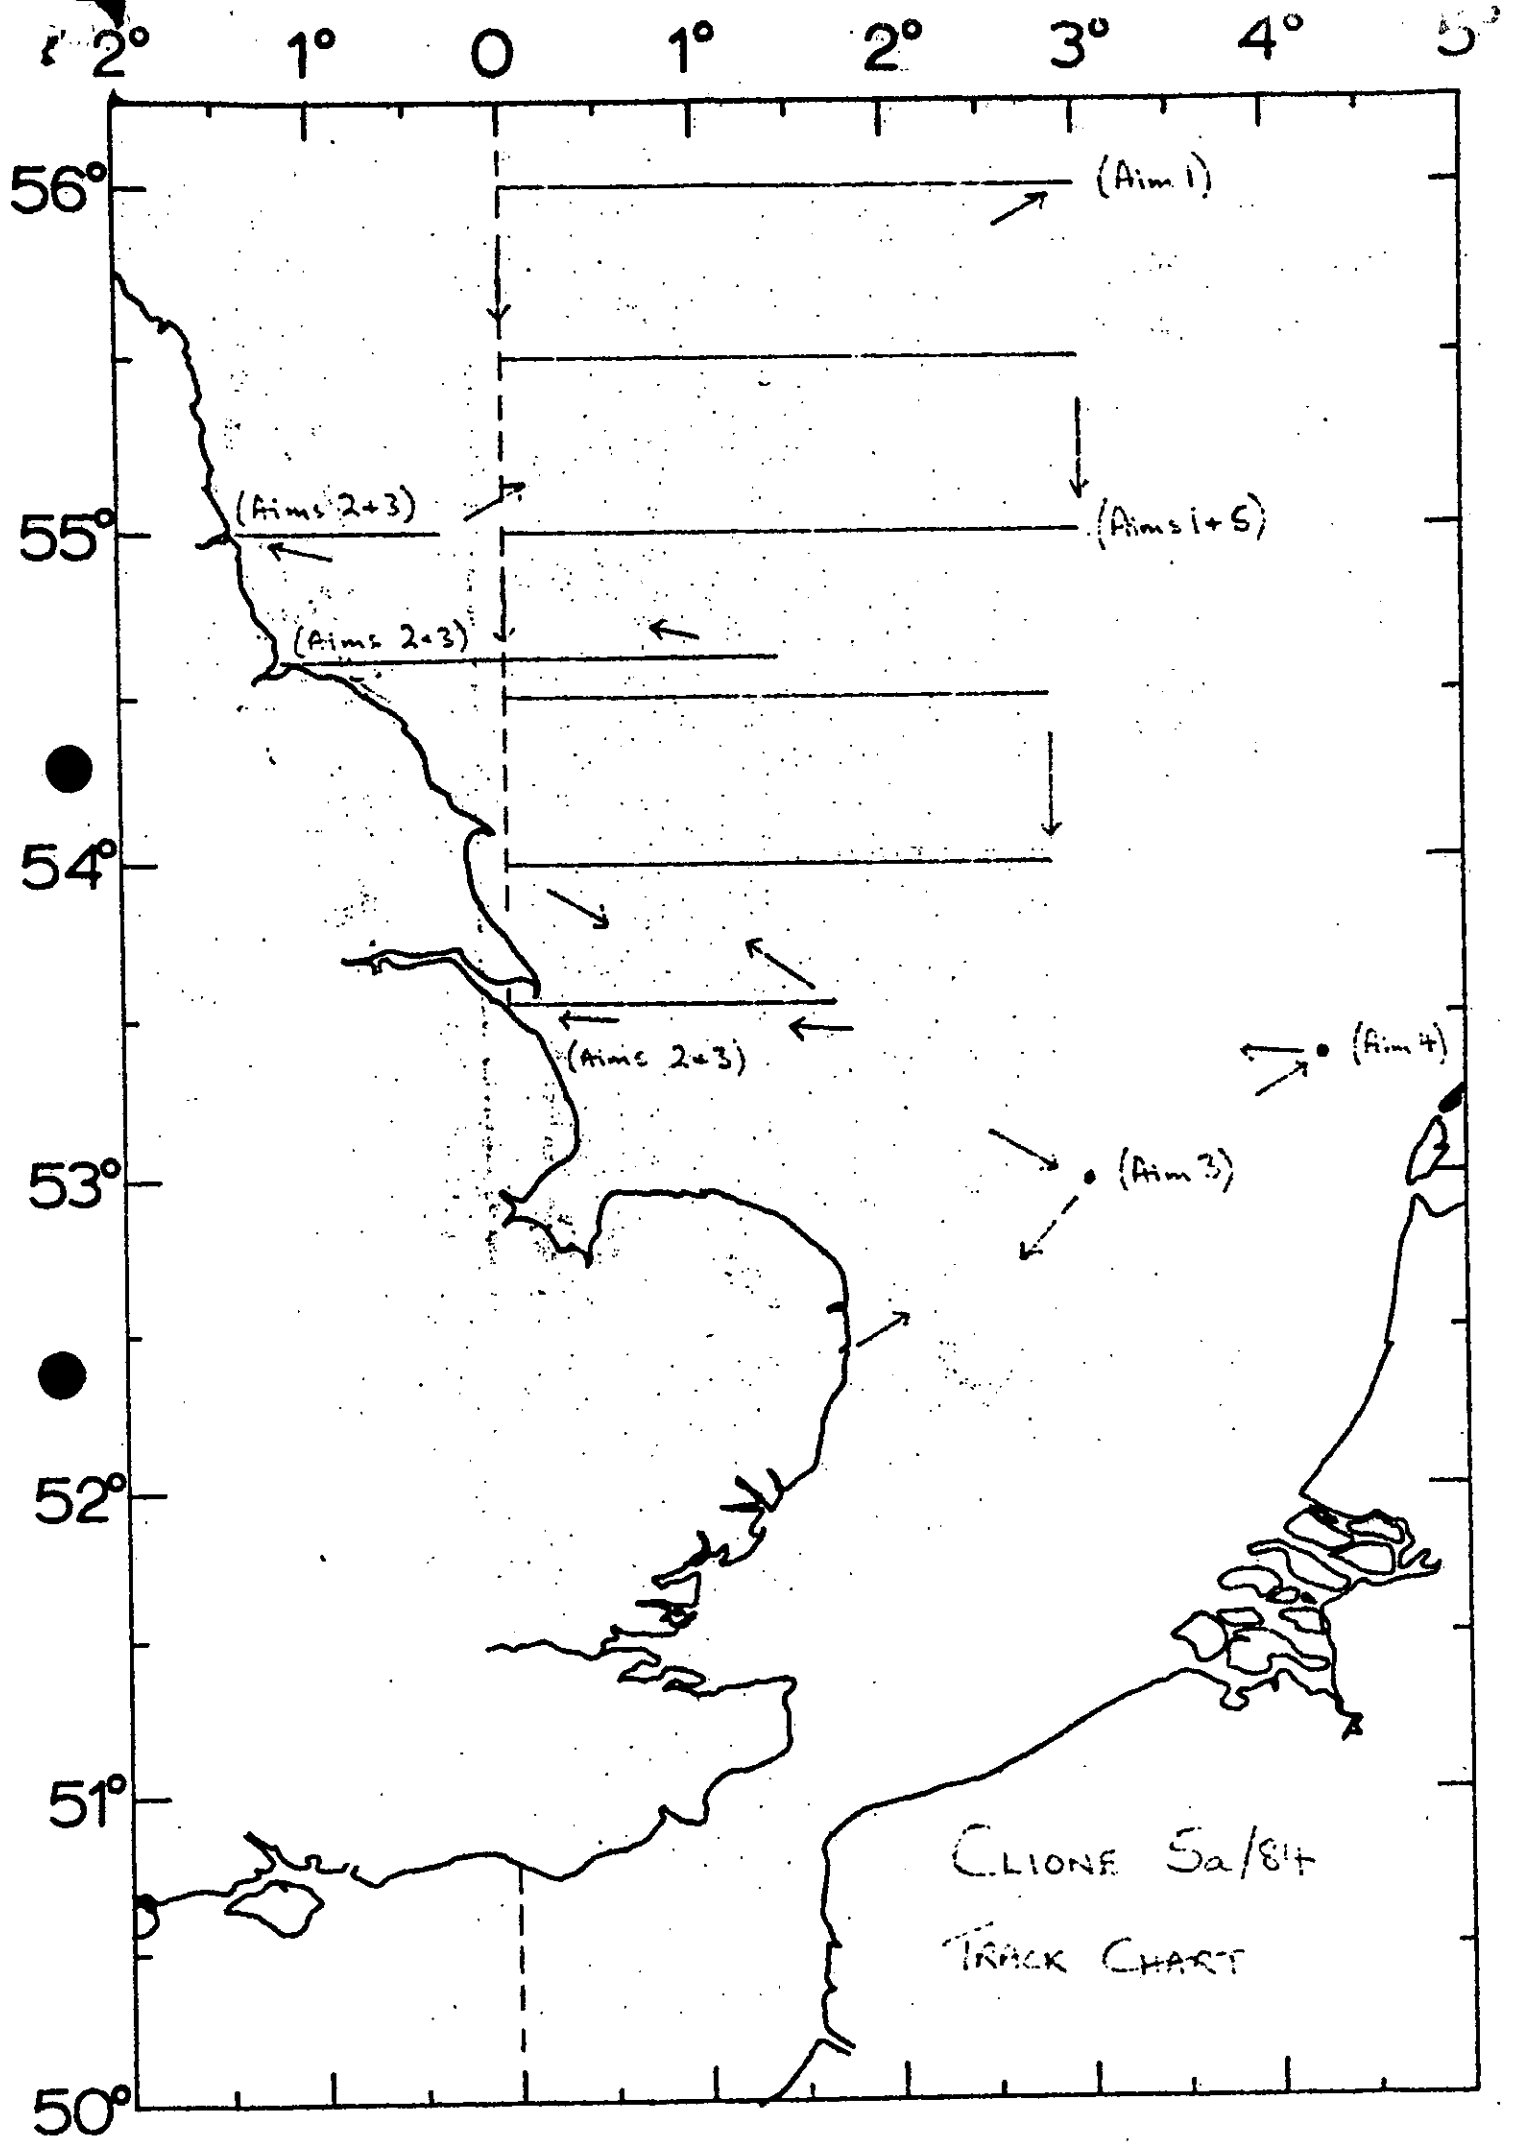 2° 1° 0 1° 2° 3° 4° 5°
56°
(Aim 1)
(Aims 2+3)
55°
(Aims 1+5)
(Aims 2+3)
54°
(Aims 2+3)
(Aim 4)
53°
(Aim 3)
52°
51°
CLIONE 5a/84
TRACK CHART
50°